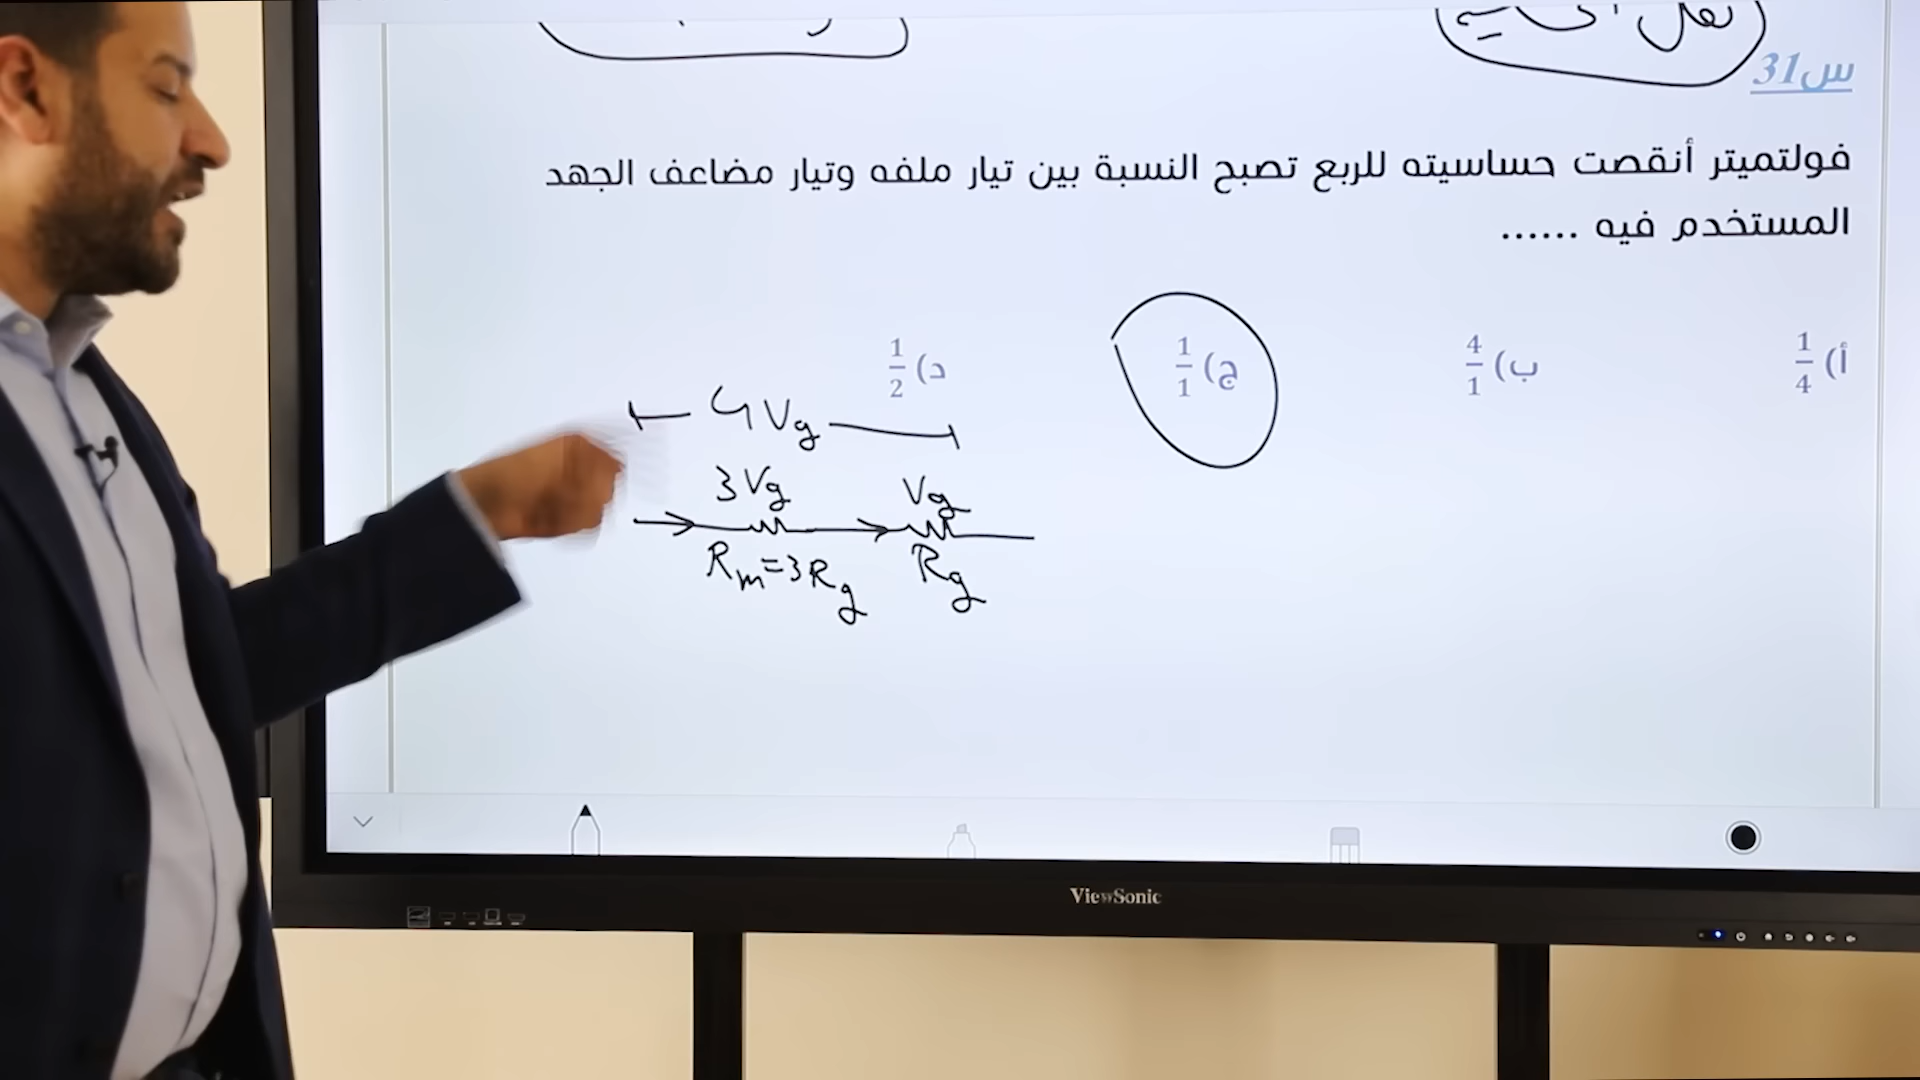 س31
فولتميتر أنقصت حساسيته للربع تصبح النسبة بين تيار ملفه وتيار مضاعف الجهد
المستخدم فيه ......
أ) 1/4 ب) 4/1 ج) 1/1 د) 1/2
4Vg
3Vg Vg
Rm=3Rg Rg
ViewSonic